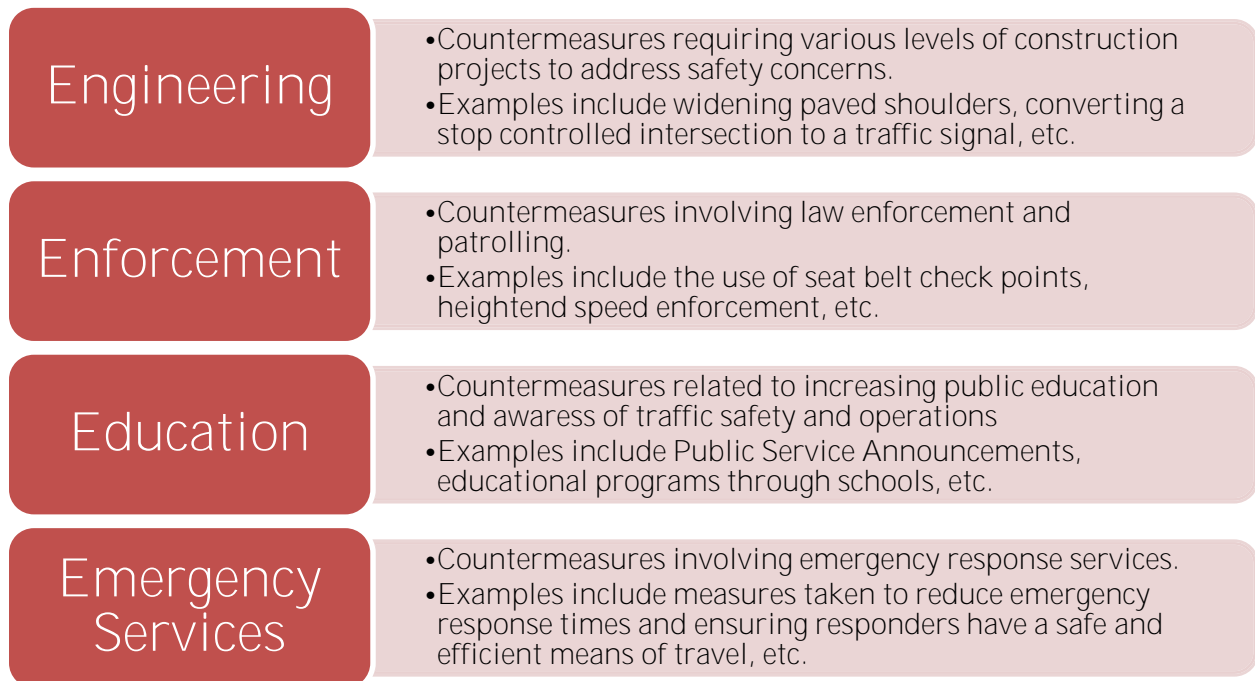 Engineering
•Countermeasures requiring various levels of construction
projects to address safety concerns.
•Examples include widening paved shoulders, converting a
stop controlled intersection to a traffic signal, etc.
Enforcement
•Countermeasures involving law enforcement and
patrolling.
•Examples include the use of seat belt check points,
heightend speed enforcement, etc.
Education
•Countermeasures related to increasing public education
and awaress of traffic safety and operations
•Examples include Public Service Announcements,
educational programs through schools, etc.
Emergency
Services
•Countermeasures involving emergency response services.
•Examples include measures taken to reduce emergency
response times and ensuring responders have a safe and
efficient means of travel, etc.